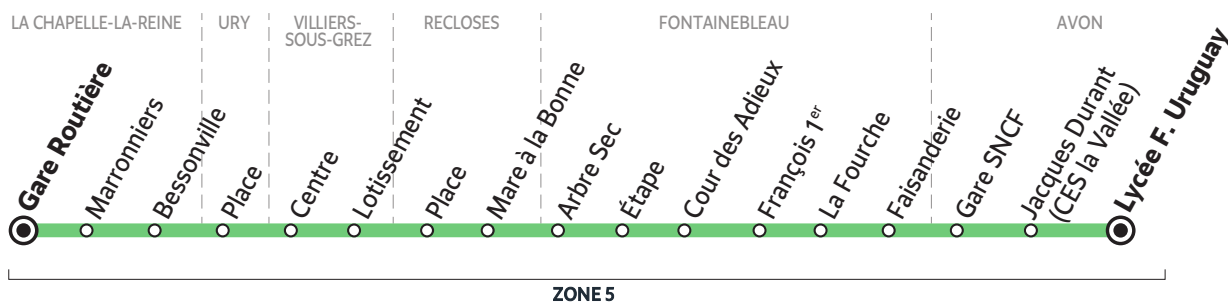 LA CHAPELLE-LA-REINE
URY
VILLIERS-
SOUS-GREZ
RECLOSES
FONTAINEBLEAU
AVON
Gare Routière
Marronniers
Bessonville
Place
Centre
Lotissement
Place
Mare à la Bonne
Arbre Sec
Étape
Cour des Adieux
François 1er
La Fourche
Faisanderie
Gare SNCF
Jacques Durant
(CES la Vallée)
Lycée F. Uruguay
ZONE 5